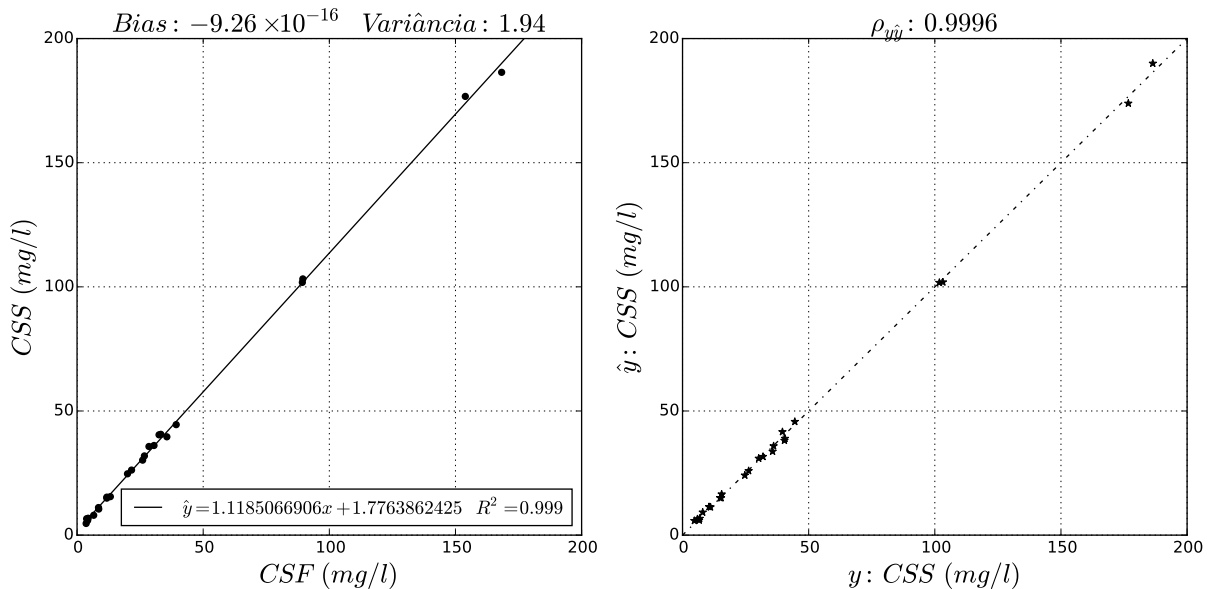 Bias: −9.26 ×10⁻¹⁶ Variância: 1.94
200
150
100
50
0
CSS (mg/l)
ŷ=1.1185066906x+1.7763862425 R²=0.999
0 50 100 150 200
CSF (mg/l)
ρyŷ: 0.9996
200
150
100
50
0
ŷ: CSS (mg/l)
0 50 100 150 200
y: CSS (mg/l)